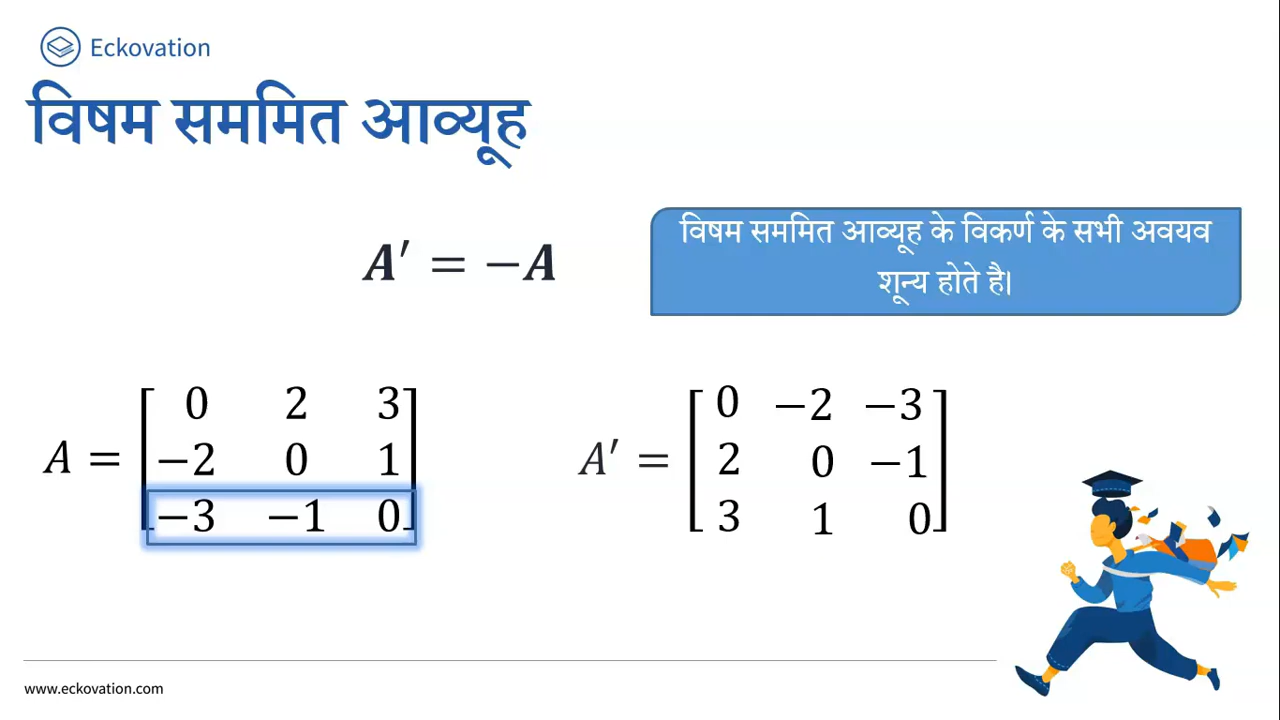 Eckovation
विषम सममित आव्यूह
A′ = −A
विषम सममित आव्यूह के विकर्ण के सभी अवयव
शून्य होते है।
A = [0 2 3
−2 0 1
−3 −1 0]
A′ = [0 −2 −3
2 0 −1
3 1 0]
www.eckovation.com